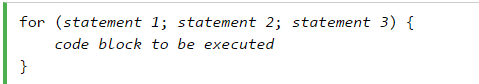 for (statement 1; statement 2; statement 3) {
    code block to be executed
}